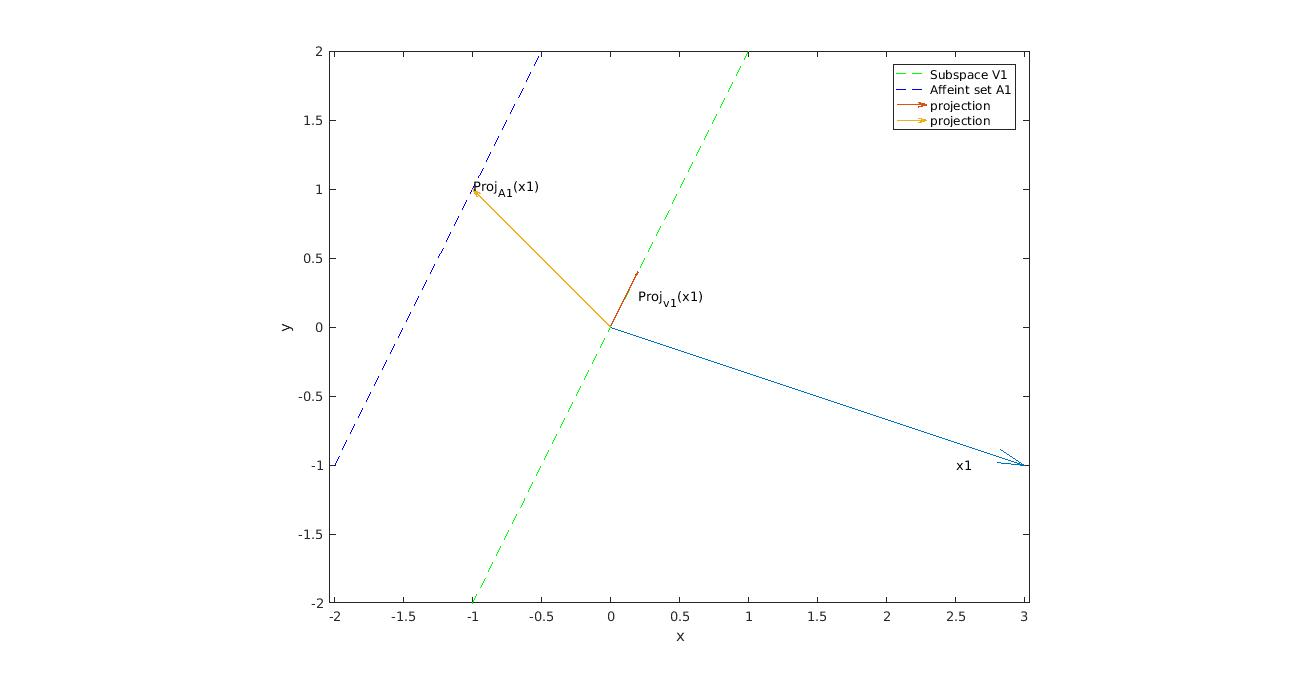 2
1.5
1
0.5
0
-0.5
-1
-1.5
-2
y
Subspace V1
Affeint set A1
projection
projection
Proj_A1(x1)
Proj_v1(x1)
x1
-2 -1.5 -1 -0.5 0 0.5 1 1.5 2 2.5 3
x